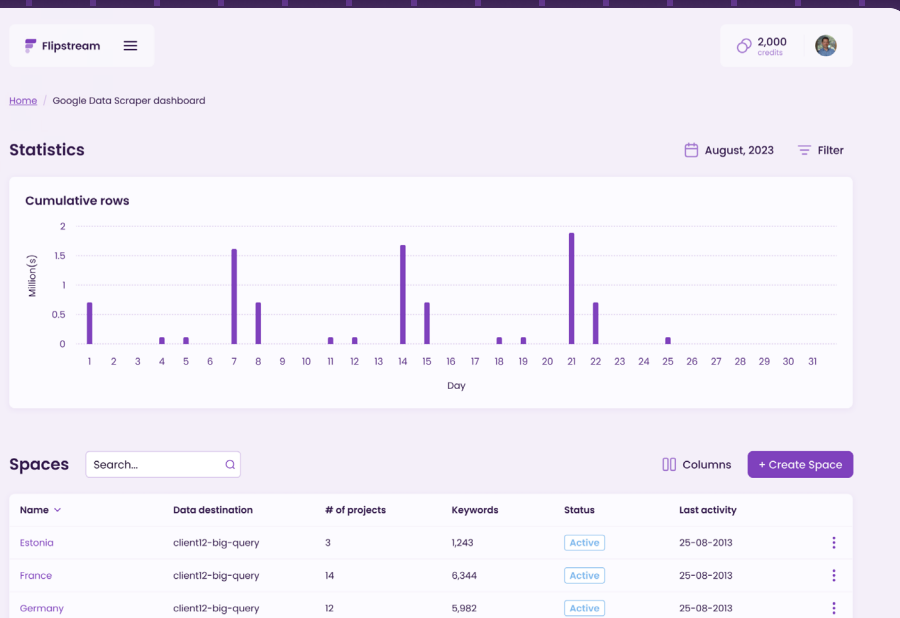 Flipstream
2,000
credits
Home / Google Data Scraper dashboard
Statistics
August, 2023
Filter
Cumulative rows
Million(s)
2
1.5
1
0.5
0
1 2 3 4 5 6 7 8 9 10 11 12 13 14 15 16 17 18 19 20 21 22 23 24 25 26 27 28 29 30 31
Day
Spaces
Search...
Columns
+ Create Space
Name Data destination # of projects Keywords Status Last activity
Estonia client12-big-query 3 1,243 Active 25-08-2013
France client12-big-query 14 6,344 Active 25-08-2013
Germany client12-big-query 12 5,982 Active 25-08-2013